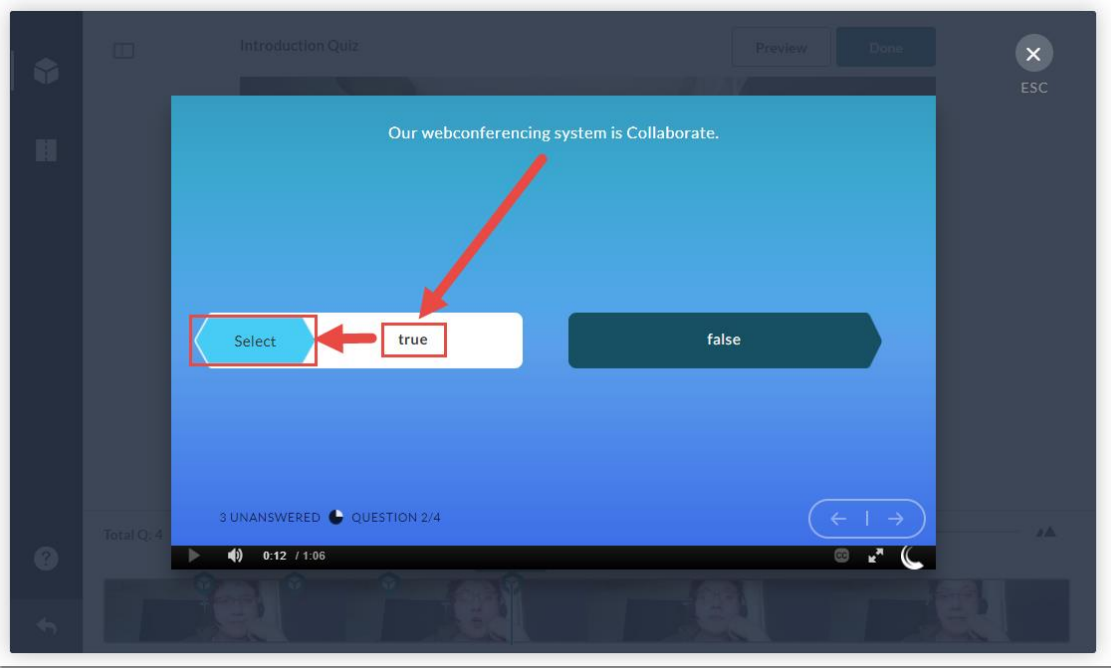 Introduction Quiz
Preview
Done
ESC
Our webconferencing system is Collaborate.
Select
true
false
3 UNANSWERED QUESTION 2/4
Total Q: 4
0:12 / 1:06
CC